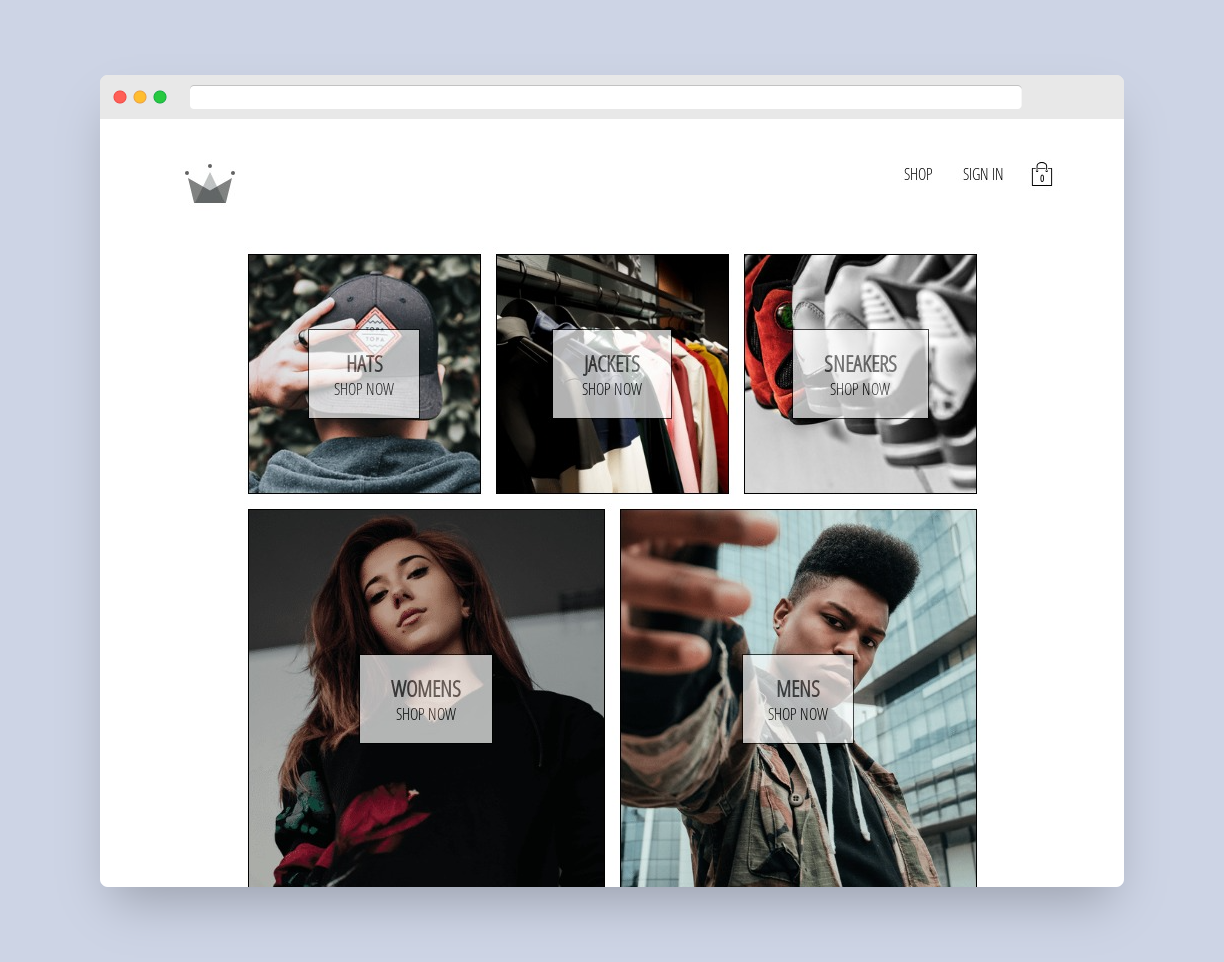 SHOP
SIGN IN
0
TOPA
HATS
SHOP NOW
JACKETS
SHOP NOW
SNEAKERS
SHOP NOW
WOMENS
SHOP NOW
MENS
SHOP NOW